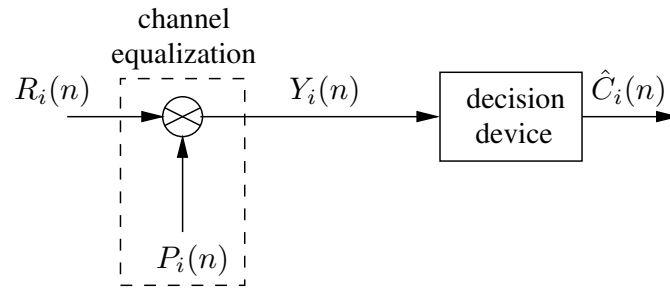 channel
equalization
R_i(n)
Y_i(n)
decision
device
Ĉ_i(n)
P_i(n)